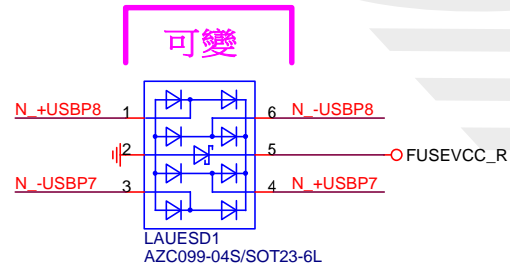 可變
N_+USBP8 1 6 N_-USBP8
2 5 FUSEVCC_R
N_-USBP7 3 4 N_+USBP7
LAUESD1
AZC099-04S/SOT23-6L